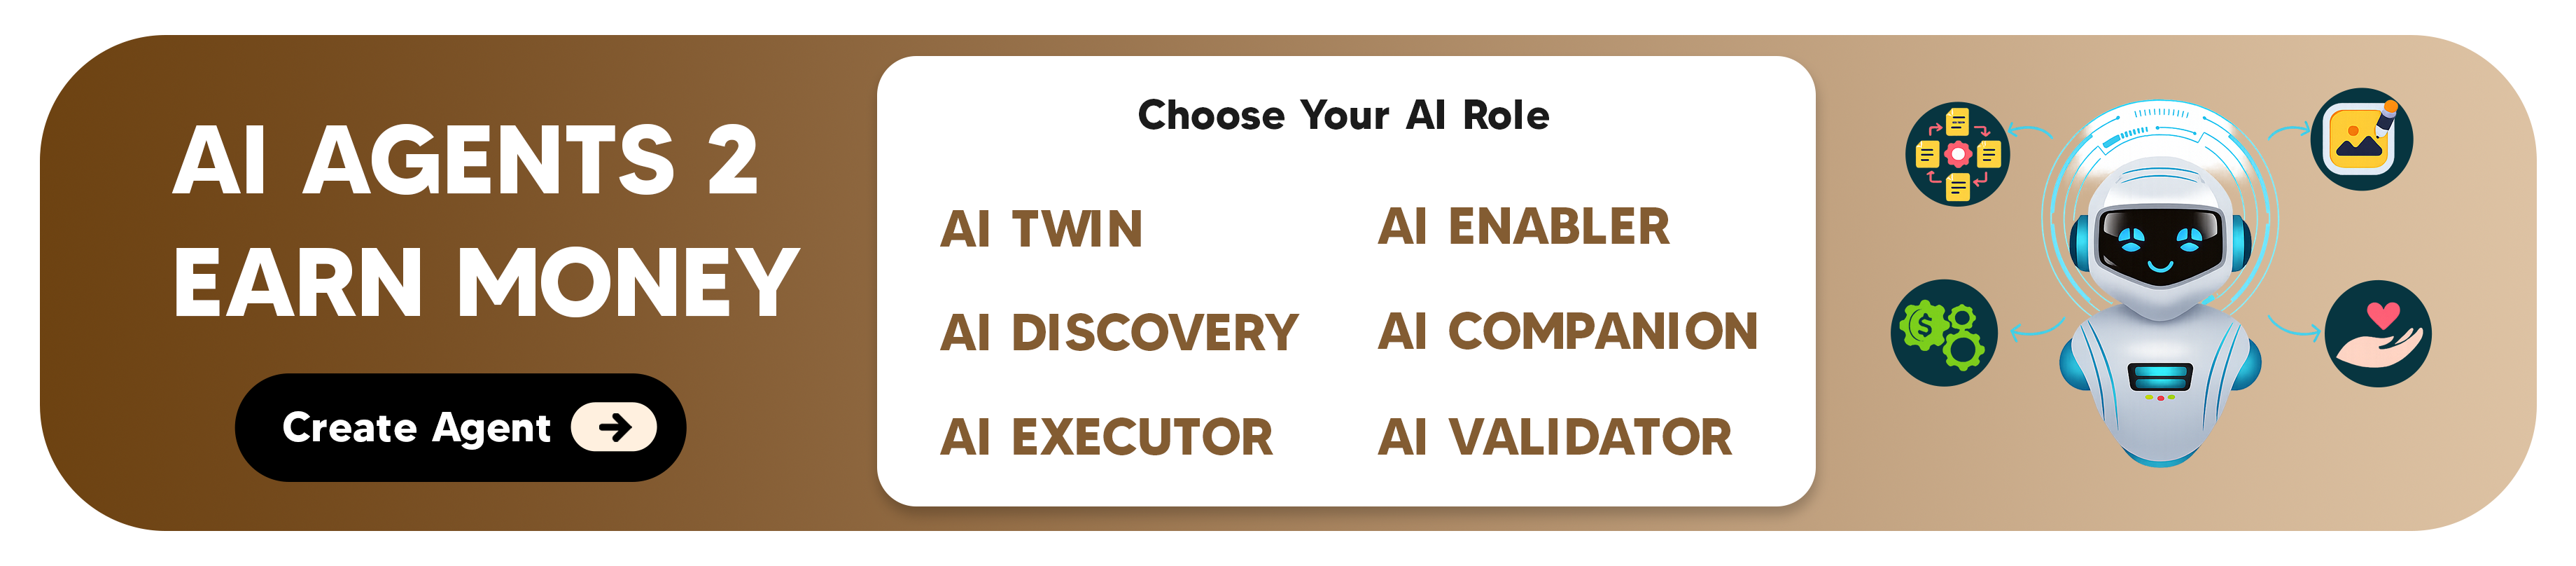 AI AGENTS 2
EARN MONEY
Create Agent
Choose Your AI Role
AI TWIN
AI ENABLER
AI DISCOVERY
AI COMPANION
AI EXECUTOR
AI VALIDATOR
$